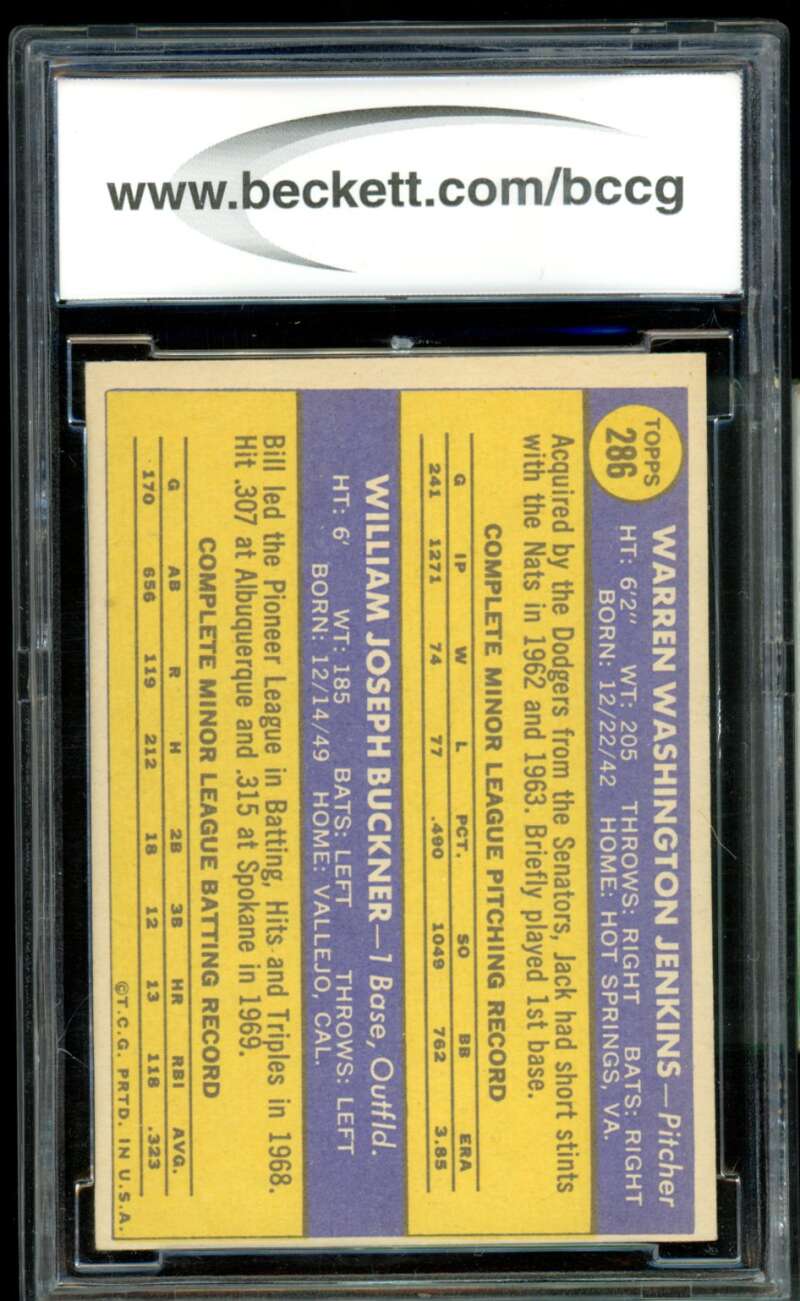 www.beckett.com/bccg
TOPPS
286
WARREN WASHINGTON JENKINS—Pitcher
HT: 6'2" WT: 205 THROWS: RIGHT BATS: RIGHT
BORN: 12/22/42 HOME: HOT SPRINGS, VA.
Acquired by the Dodgers from the Senators, Jack had short stints
with the Nats in 1962 and 1963. Briefly played 1st base.
COMPLETE MINOR LEAGUE PITCHING RECORD
G IP W L PCT. SO BB ERA
241 1271 74 77 .490 1049 762 3.85
WILLIAM JOSEPH BUCKNER—1 Base, Outfld.
HT: 6' WT: 185 BATS: LEFT THROWS: LEFT
BORN: 12/14/49 HOME: VALLEJO, CAL.
Bill led the Pioneer League in Batting, Hits and Triples in 1968.
Hit .307 at Albuquerque and .315 at Spokane in 1969.
COMPLETE MINOR LEAGUE BATTING RECORD
G AB R H 2B 3B HR RBI AVG.
170 656 119 212 18 12 13 118 .323
©T.C.G. PRTD. IN U.S.A.